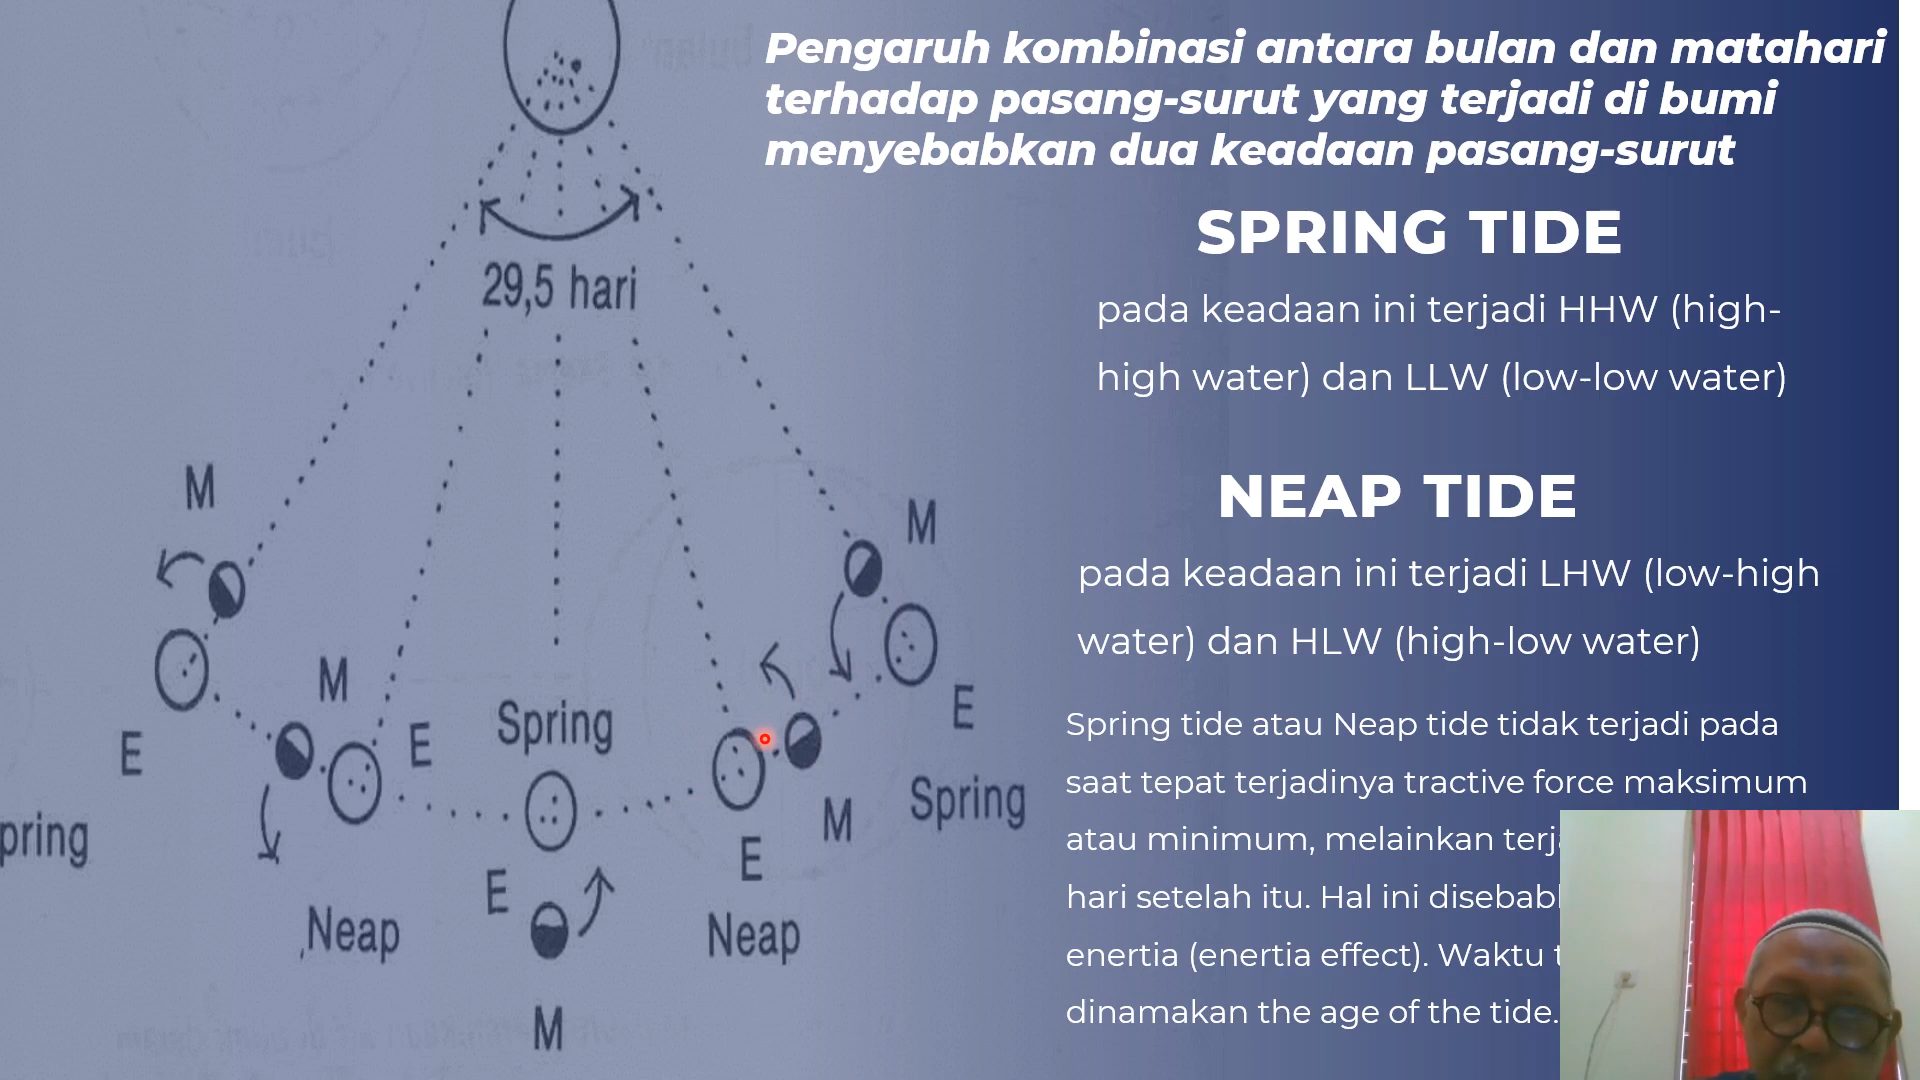 Pengaruh kombinasi antara bulan dan matahari
terhadap pasang-surut yang terjadi di bumi
menyebabkan dua keadaan pasang-surut
SPRING TIDE
pada keadaan ini terjadi HHW (high-
high water) dan LLW (low-low water)
NEAP TIDE
pada keadaan ini terjadi LHW (low-high
water) dan HLW (high-low water)
Spring tide atau Neap tide tidak terjadi pada
saat tepat terjadinya tractive force maksimum
atau minimum, melainkan
hari setelah itu. Hal ini
enertia (enertia effect). Waktu
dinamakan the age of the tide.
29,5 hari
M
M
M
E
E
Spring
E
pring
Spring
M
E
E
Neap
Neap
M